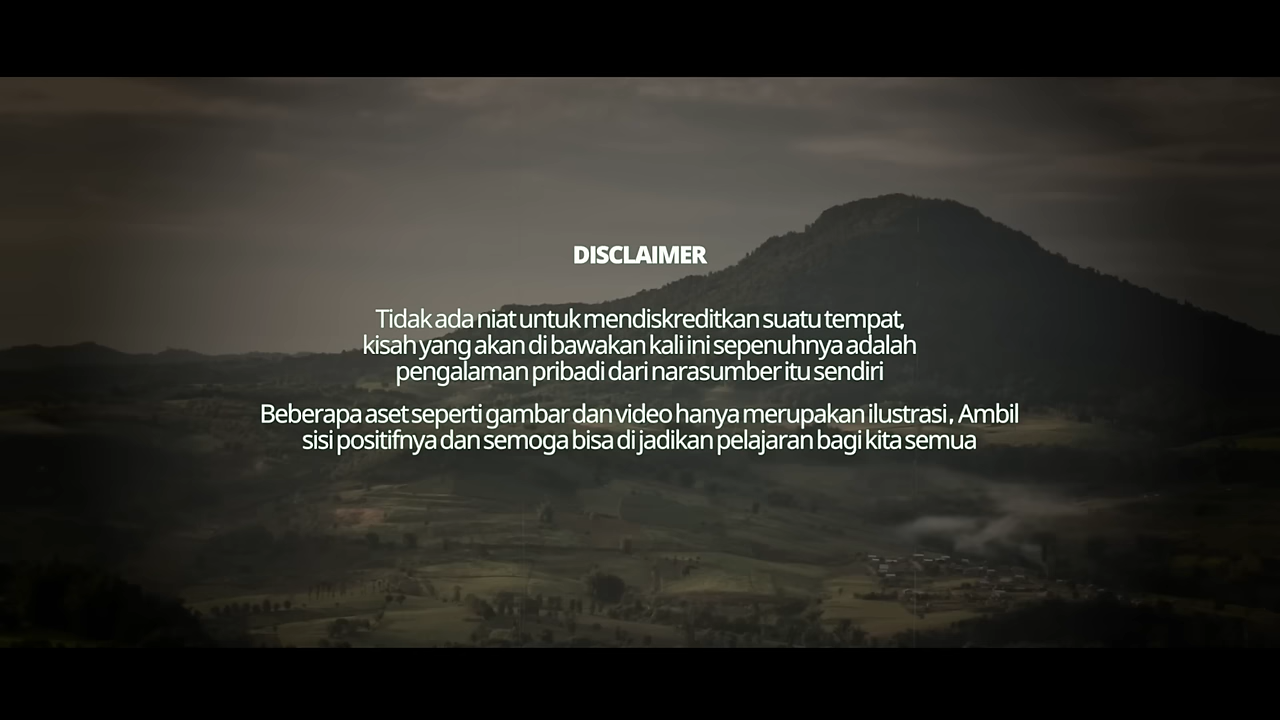 DISCLAIMER
Tidak ada niat untuk mendiskreditkan suatu tempat,
kisah yang akan di bawakan kali ini sepenuhnya adalah
pengalaman pribadi dari narasumber itu sendiri
Beberapa aset seperti gambar dan video hanya merupakan ilustrasi, Ambil
sisi positifnya dan semoga bisa di jadikan pelajaran bagi kita semua